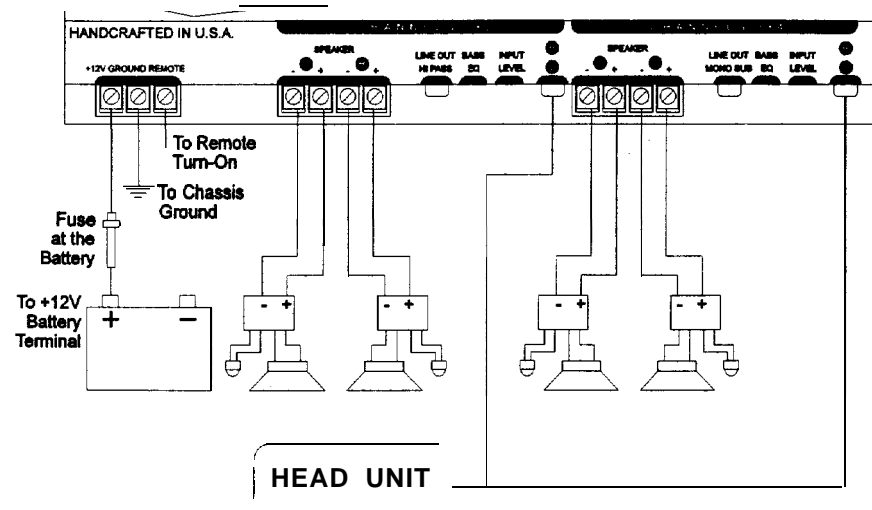 HANDCRAFTED IN U.S.A.
+12V GROUND REMOTE
SPEAKER
- + - +
LINE OUT
HI PASS
BASS
EQ
INPUT
LEVEL
SPEAKER
- + - +
LINE OUT
MONO SUB
BASS
EQ
INPUT
LEVEL
To Remote
Turn-On
To Chassis
Ground
Fuse
at the
Battery
To +12V
Battery
Terminal
+ -
- +
- +
- +
- +
HEAD UNIT